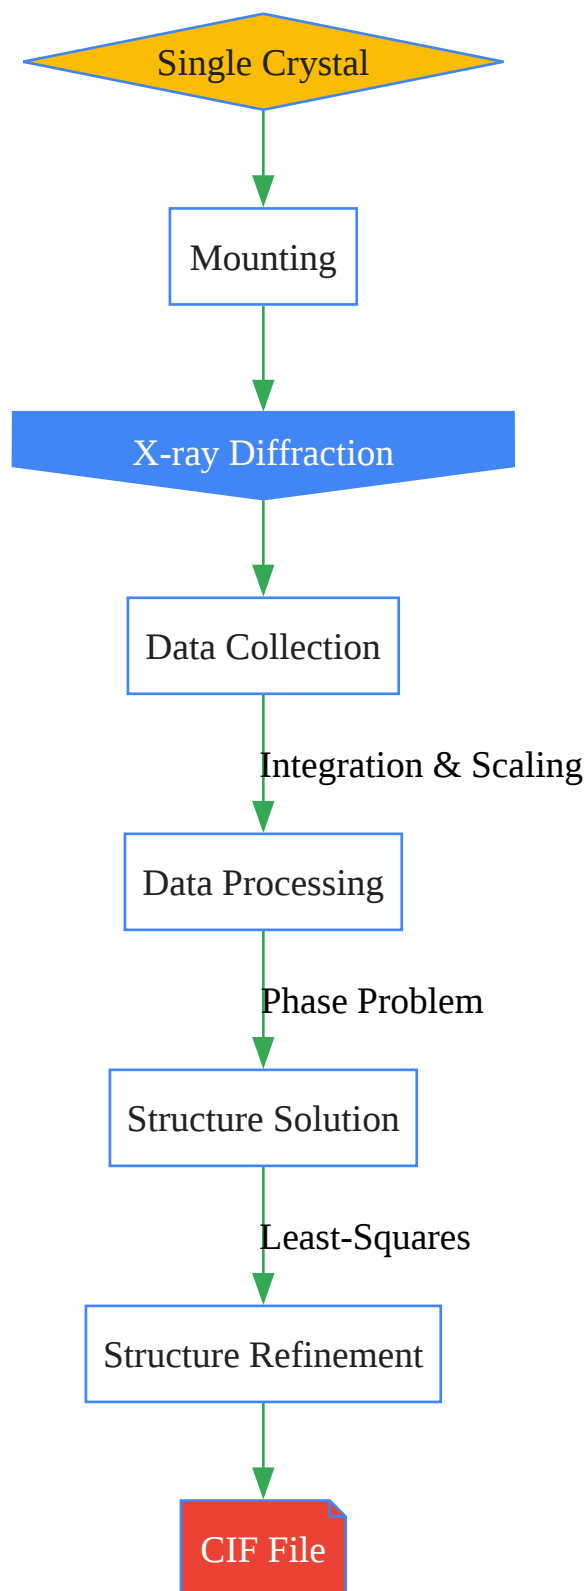 Single Crystal
Mounting
X-ray Diffraction
Data Collection
Integration & Scaling
Data Processing
Phase Problem
Structure Solution
Least-Squares
Structure Refinement
CIF File